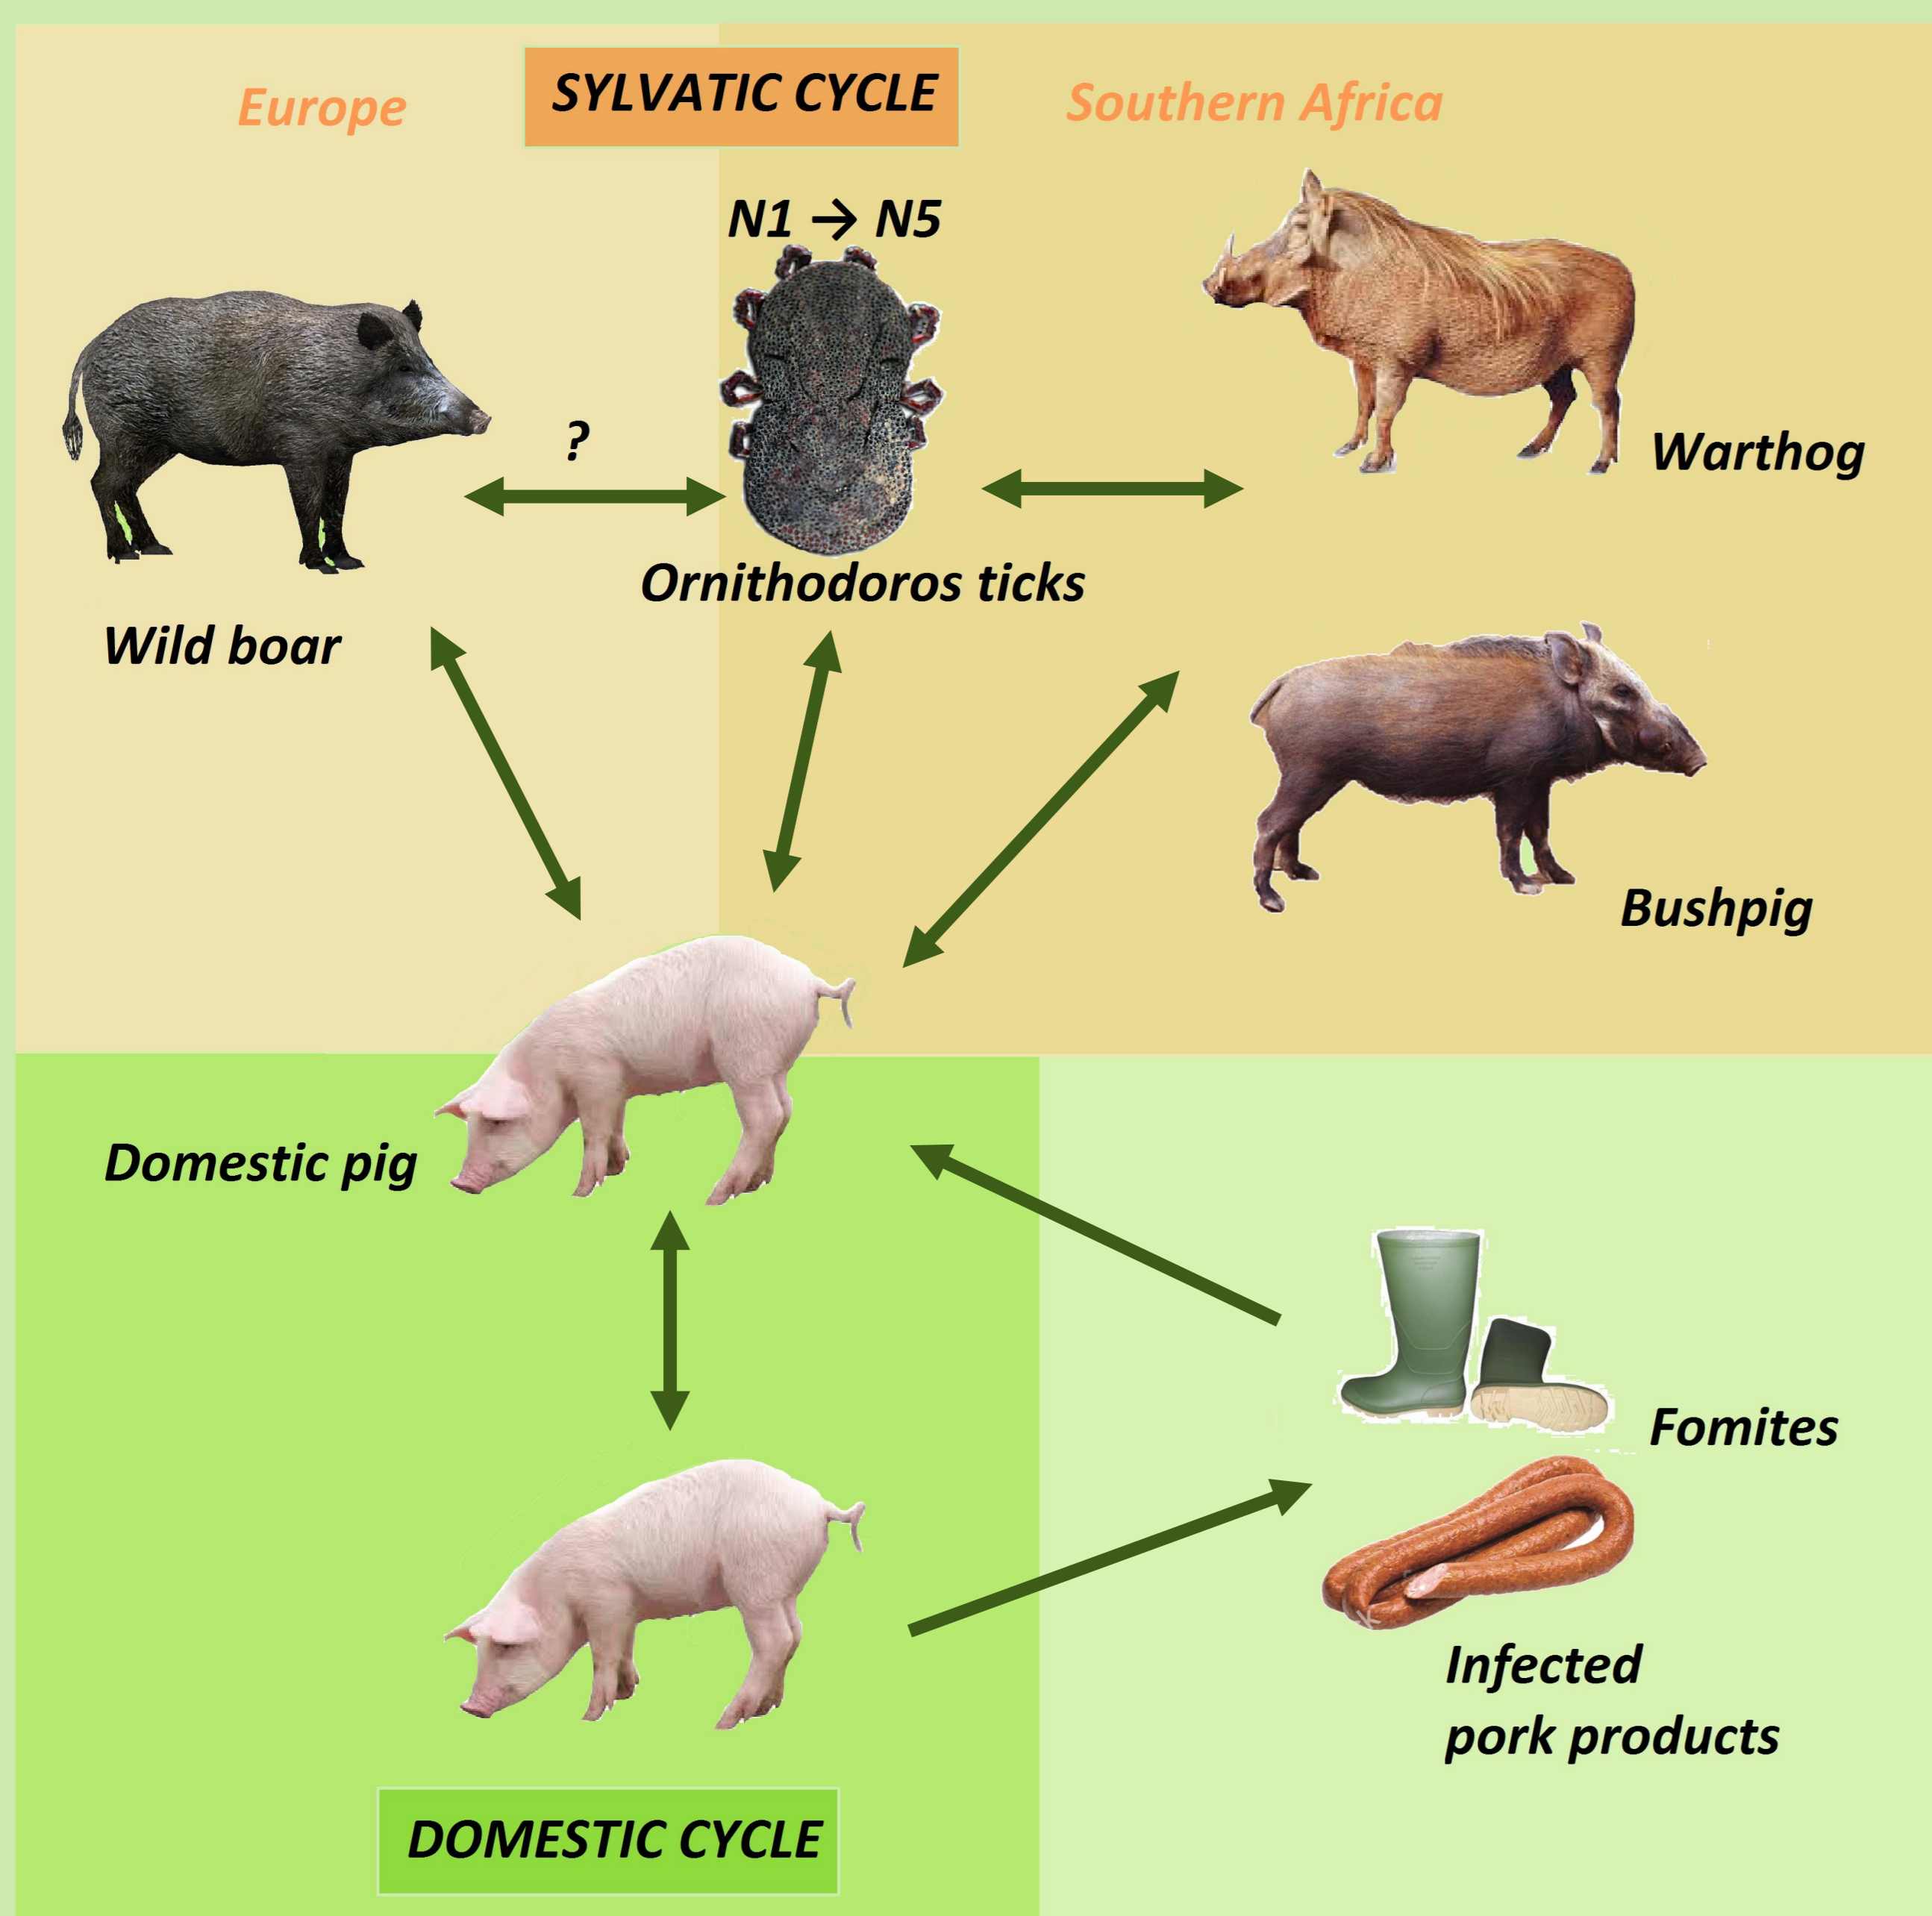 SYLVATIC CYCLE
Europe
Southern Africa
N1 → N5
?
Warthog
Ornithodoros ticks
Wild boar
Bushpig
Domestic pig
Fomites
Infected
pork products
DOMESTIC CYCLE